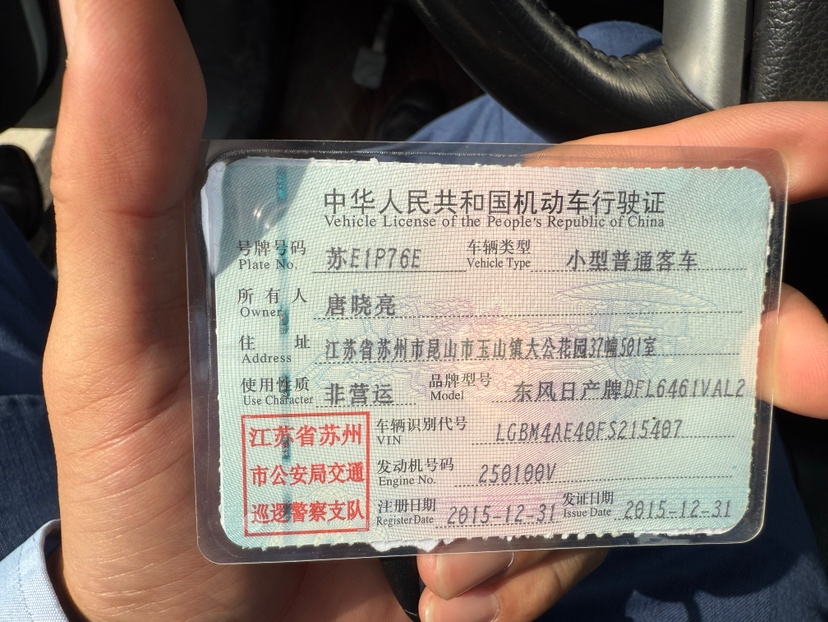 中华人民共和国机动车行驶证
Vehicle License of the People's Republic of China
号牌号码 苏E1P76E 车辆类型 小型普通客车
Plate No. Vehicle Type
所有人 唐晓亮
Owner
住址 江苏省苏州市昆山市玉山镇大公花园37幢501室
Address
使用性质 非营运 品牌型号 东风日产牌DFL6461VAL2
Use Character Model
江苏省苏州
市公安局交通
巡逻警察支队
车辆识别代号 LGBM4AE40FS215407
VIN
发动机号码 250100V
Engine No.
注册日期 2015-12-31 发证日期 2015-12-31
Register Date Issue Date